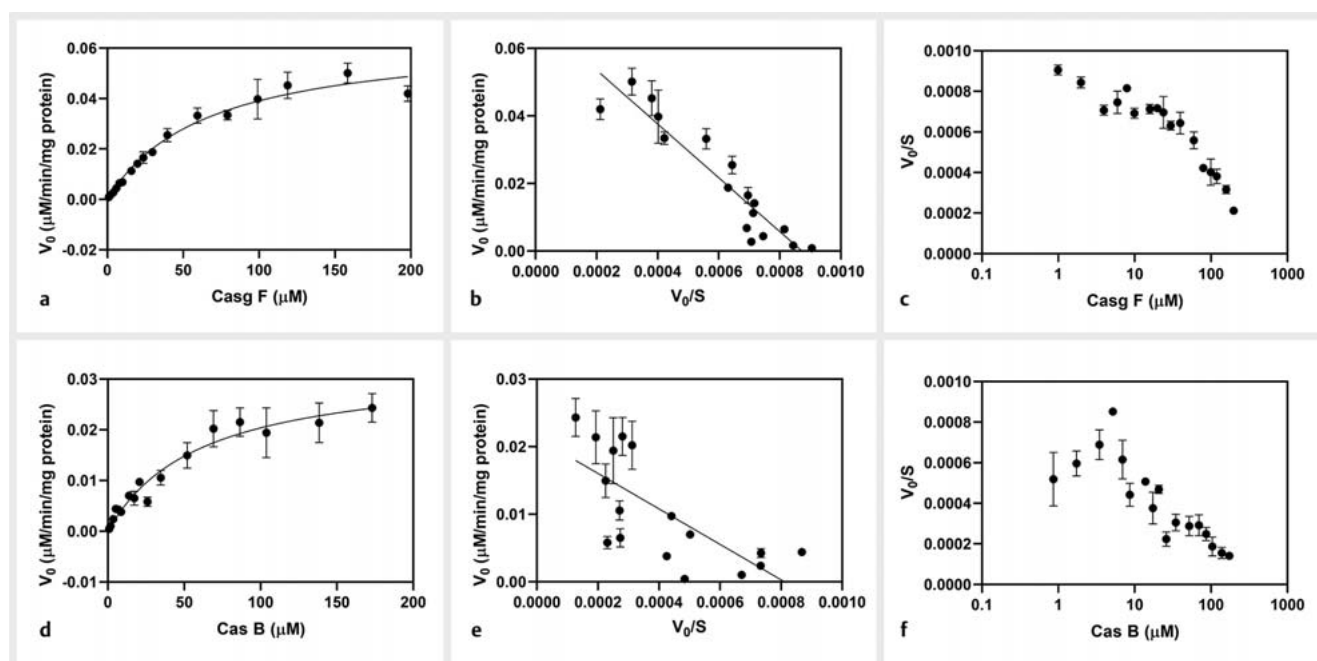 0.06
0.04
0.02
0.00
-0.02
V₀ (μM/min/mg protein)
0 50 100 150 200
Casg F (μM)
a
0.06
0.04
0.02
0.00
V₀ (μM/min/mg protein)
0.0000 0.0002 0.0004 0.0006 0.0008 0.0010
V₀/S
b
0.0010
0.0008
0.0006
0.0004
0.0002
0.0000
V₀/S
0.1 1 10 100 1000
Casg F (μM)
c
0.03
0.02
0.01
0.00
-0.01
V₀ (μM/min/mg protein)
0 50 100 150 200
Cas B (μM)
d
0.03
0.02
0.01
0.00
V₀ (μM/min/mg protein)
0.0000 0.0002 0.0004 0.0006 0.0008 0.0010
V₀/S
e
0.0010
0.0008
0.0006
0.0004
0.0002
0.0000
V₀/S
0.1 1 10 100 1000
Cas B (μM)
f